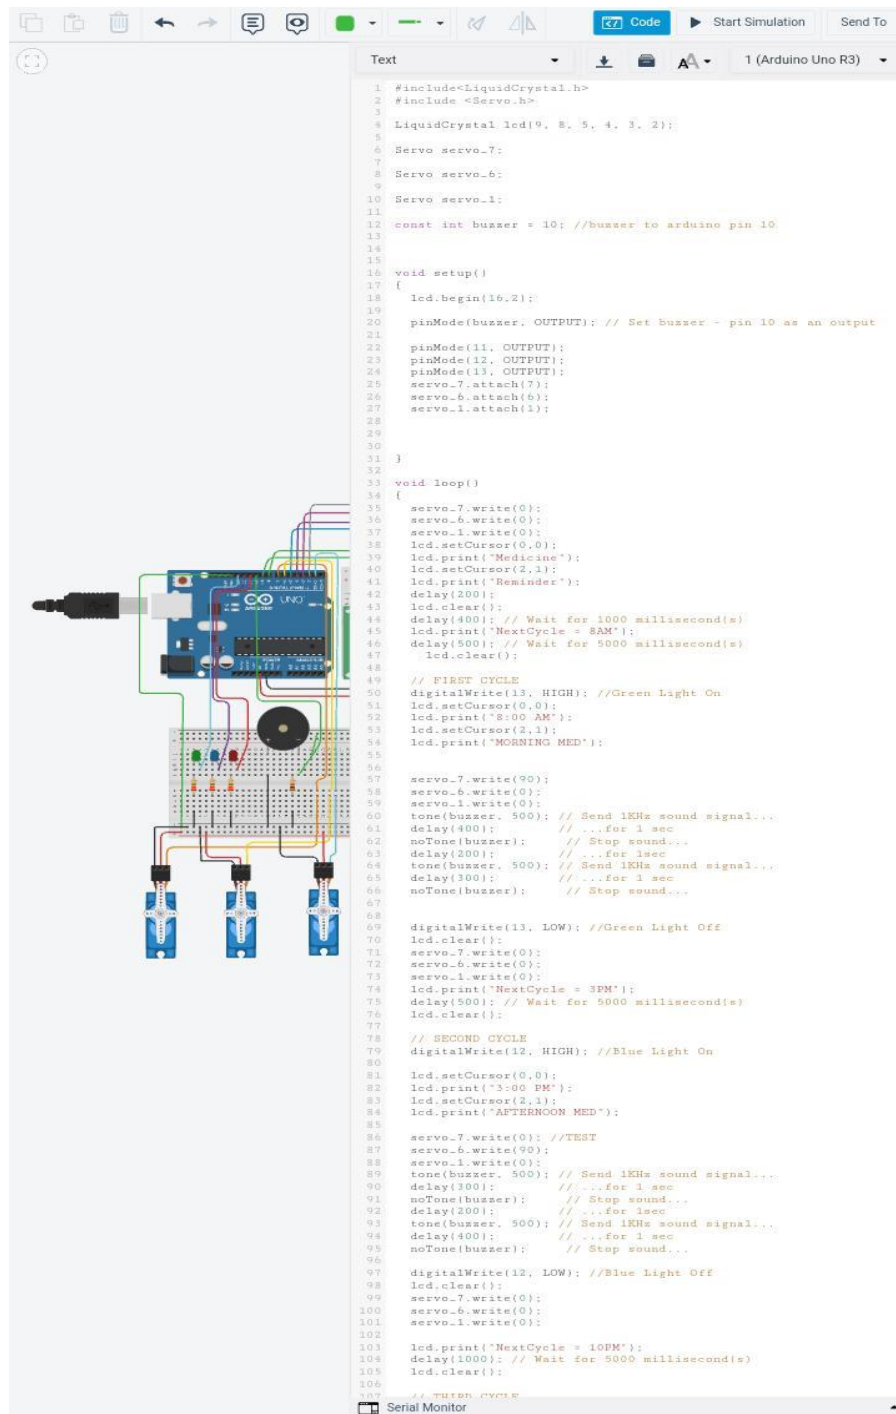 Code
Start Simulation
Send To
Text
1 (Arduino Uno R3)
1 #include<LiquidCrystal.h>
2 #include <Servo.h>
3
4 LiquidCrystal lcd(9, 8, 5, 4, 3, 2);
5
6 Servo servo_7;
7
8 Servo servo_6;
9
10 Servo servo_1;
11
12 const int buzzer = 10; //buzzer to arduino pin 10
13
14
15
16 void setup()
17 {
18 lcd.begin(16,2);
19
20 pinMode(buzzer, OUTPUT); // Set buzzer - pin 10 as an output
21
22 pinMode(11, OUTPUT);
23 pinMode(12, OUTPUT);
24 pinMode(13, OUTPUT);
25 servo_7.attach(7);
26 servo_6.attach(6);
27 servo_1.attach(1);
28
29
30
31 }
32
33 void loop()
34 {
35 servo_7.write(0);
36 servo_6.write(0);
37 servo_1.write(0);
38 lcd.setCursor(0,0);
39 lcd.print("Medicine");
40 lcd.setCursor(2,1);
41 lcd.print("Reminder");
42 delay(200);
43 lcd.clear();
44 delay(400); // Wait for 1000 millisecond(s)
45 lcd.print("NextCycle = 8AM");
46 delay(500); // Wait for 5000 millisecond(s)
47 lcd.clear();
48
49 // FIRST CYCLE
50 digitalWrite(13, HIGH); //Green Light On
51 lcd.setCursor(0,0);
52 lcd.print("8:00 AM");
53 lcd.setCursor(2,1);
54 lcd.print("MORNING MED");
55
56
57 servo_7.write(90);
58 servo_6.write(0);
59 servo_1.write(0);
60 tone(buzzer, 500); // Send 1KHz sound signal...
61 delay(400); // ...for 1 sec
62 noTone(buzzer); // Stop sound...
63 delay(200); // ...for 1sec
64 tone(buzzer, 500); // Send 1KHz sound signal...
65 delay(300); // ...for 1 sec
66 noTone(buzzer); // Stop sound...
67
68
69 digitalWrite(13, LOW); //Green Light Off
70 lcd.clear();
71 servo_7.write(0);
72 servo_6.write(0);
73 servo_1.write(0);
74 lcd.print("NextCycle = 3PM");
75 delay(500); // Wait for 5000 millisecond(s)
76 lcd.clear();
77
78 // SECOND CYCLE
79 digitalWrite(12, HIGH); //Blue Light On
80
81 lcd.setCursor(0,0);
82 lcd.print("3:00 PM");
83 lcd.setCursor(2,1);
84 lcd.print("AFTERNOON MED");
85
86 servo_7.write(0); //TEST
87 servo_6.write(90);
88 servo_1.write(0);
89 tone(buzzer, 500); // Send 1KHz sound signal...
90 delay(300); // ...for 1 sec
91 noTone(buzzer); // Stop sound...
92 delay(200); // ...for 1sec
93 tone(buzzer, 500); // Send 1KHz sound signal...
94 delay(400); // ...for 1 sec
95 noTone(buzzer); // Stop sound...
96
97 digitalWrite(12, LOW); //Blue Light Off
98 lcd.clear();
99 servo_7.write(0);
100 servo_6.write(0);
101 servo_1.write(0);
102
103 lcd.print("NextCycle = 10PM");
104 delay(1000); // Wait for 5000 millisecond(s)
105 lcd.clear();
106
107 // THIRD CYCLE
Serial Monitor
UNO